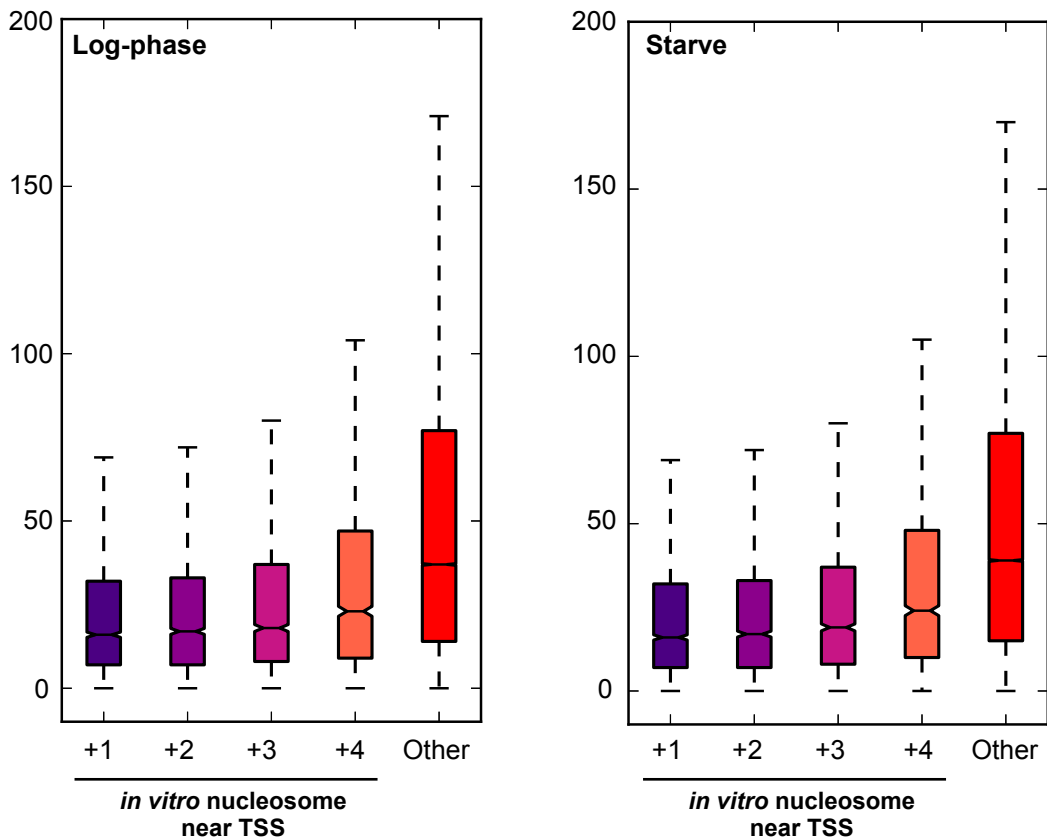 Log-phase
200
150
100
50
0
+1 +2 +3 +4 Other
in vitro nucleosome
near TSS
Starve
200
150
100
50
0
+1 +2 +3 +4 Other
in vitro nucleosome
near TSS